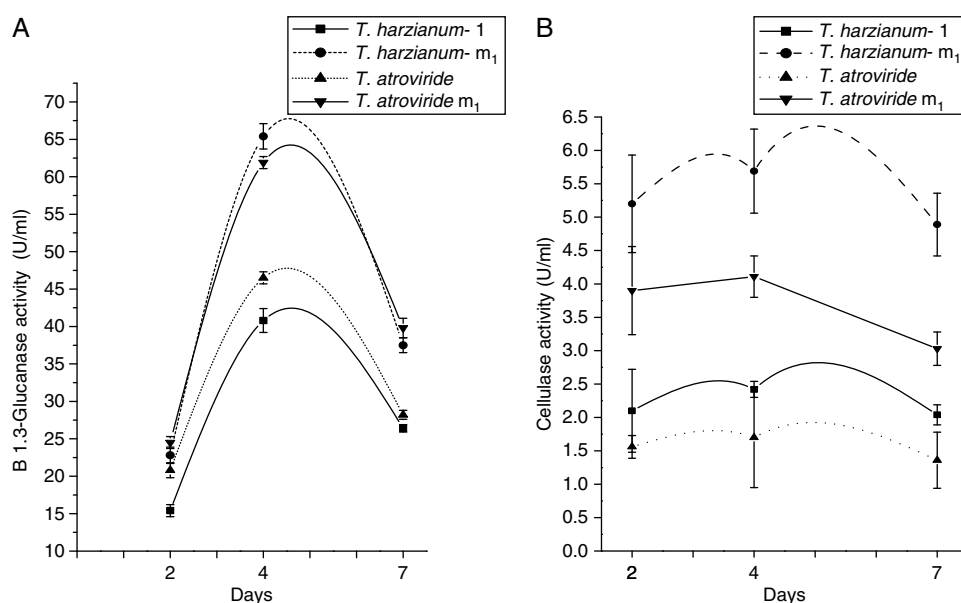 A
T. harzianum- 1
T. harzianum- m1
T. atroviride
T. atroviride m1
70
65
60
55
50
45
40
35
30
25
20
15
10
B 1.3-Glucanase activity (U/ml)
2
4
7
Days
B
T. harzianum- 1
T. harzianum- m1
T. atroviride
T. atroviride m1
6.5
6.0
5.5
5.0
4.5
4.0
3.5
3.0
2.5
2.0
1.5
1.0
0.5
0.0
Cellulase activity (U/ml)
2
4
7
Days